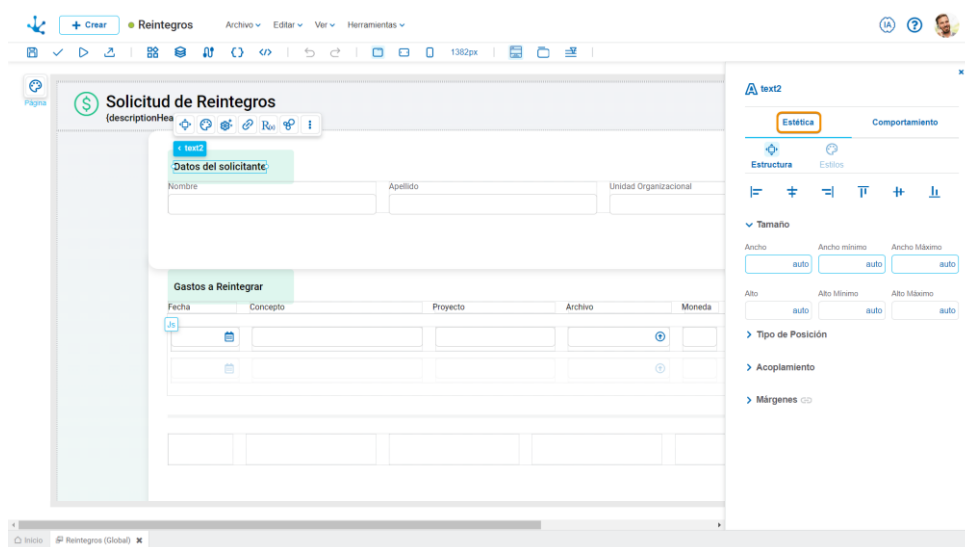 + Crear
Reintegros
Archivo
Editar
Ver
Herramientas
IA
?
1382px
Página
Solicitud de Reintegros
{descriptionHea
text2
Datos del solicitante
Nombre
Apellido
Unidad Organizacional
Gastos a Reintegrar
Fecha
Concepto
Proyecto
Archivo
Moneda
Js
text2
Estética
Comportamiento
Estructura
Estilos
Tamaño
Ancho
Ancho mínimo
Ancho Máximo
auto
auto
auto
Alto
Alto Mínimo
Alto Máximo
auto
auto
auto
Tipo de Posición
Acoplamiento
Márgenes
Inicio
Reintegros (Global)